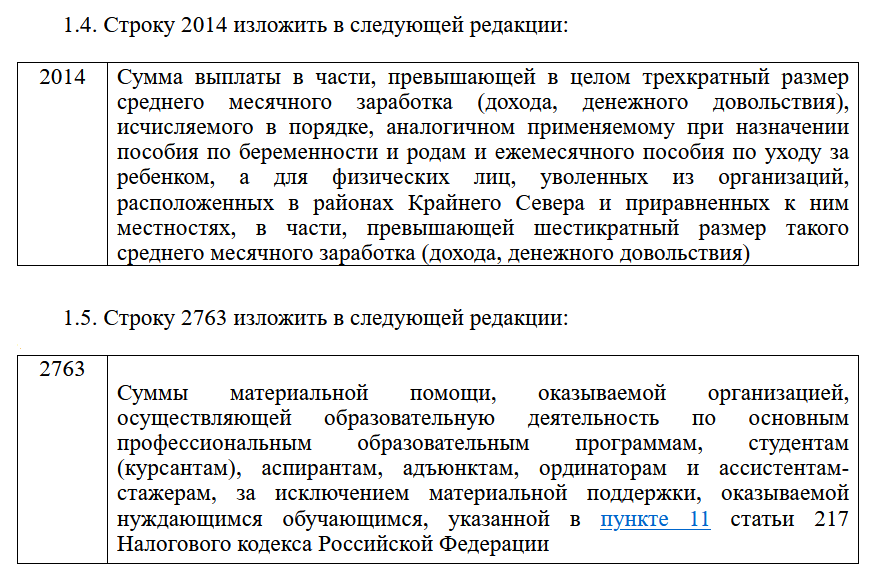 1.4. Строку 2014 изложить в следующей редакции:
2014
Сумма выплаты в части, превышающей в целом трехкратный размер
среднего месячного заработка (дохода, денежного довольствия),
исчисляемого в порядке, аналогичном применяемому при назначении
пособия по беременности и родам и ежемесячного пособия по уходу за
ребенком, а для физических лиц, уволенных из организаций,
расположенных в районах Крайнего Севера и приравненных к ним
местностях, в части, превышающей шестикратный размер такого
среднего месячного заработка (дохода, денежного довольствия)
1.5. Строку 2763 изложить в следующей редакции:
2763
Суммы материальной помощи, оказываемой организацией,
осуществляющей образовательную деятельность по основным
профессиональным образовательным программам, студентам
(курсантам), аспирантам, адъюнктам, ординаторам и ассистентам-
стажерам, за исключением материальной поддержки, оказываемой
нуждающимся обучающимся, указанной в пункте 11 статьи 217
Налогового кодекса Российской Федерации